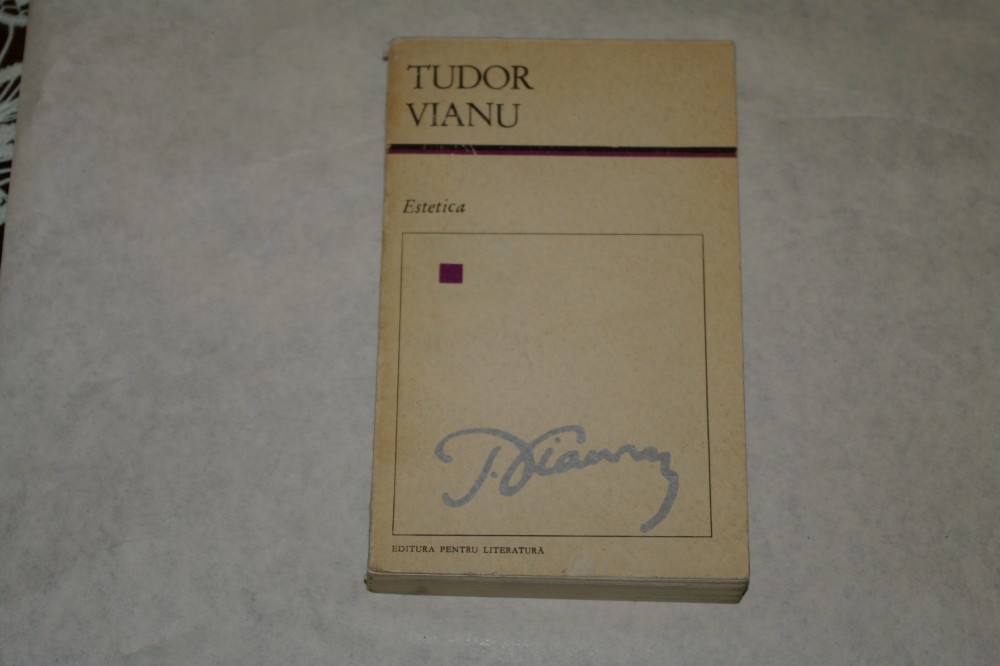 TUDOR
VIANU
Estetica
T. Vianu
EDITURA PENTRU LITERATURĂ